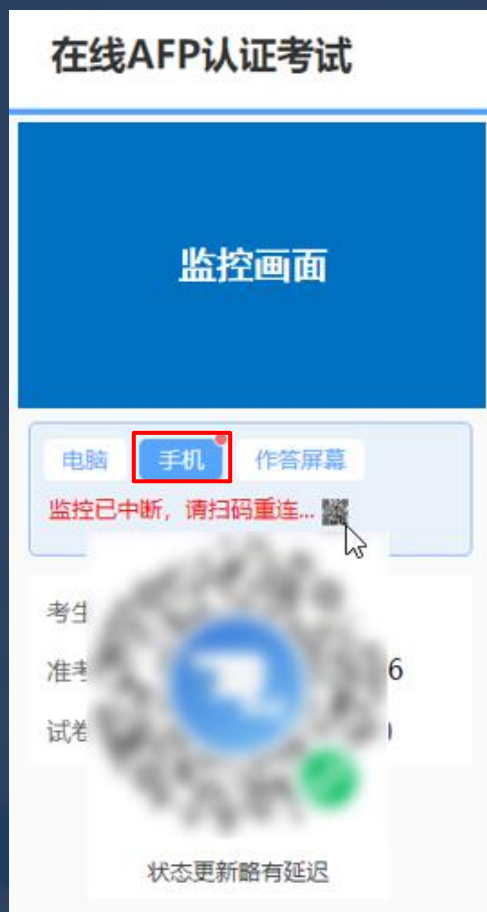 在线AFP认证考试
监控画面
电脑 手机 作答屏幕
监控已中断，请扫码重连...
考生
准考 6
试卷
状态更新略有延迟